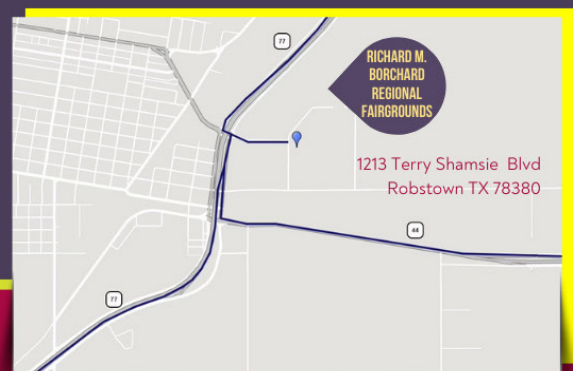 77
RICHARD M.
BORCHARD
REGIONAL
FAIRGROUNDS
1213 Terry Shamsie Blvd
Robstown TX 78380
44
77